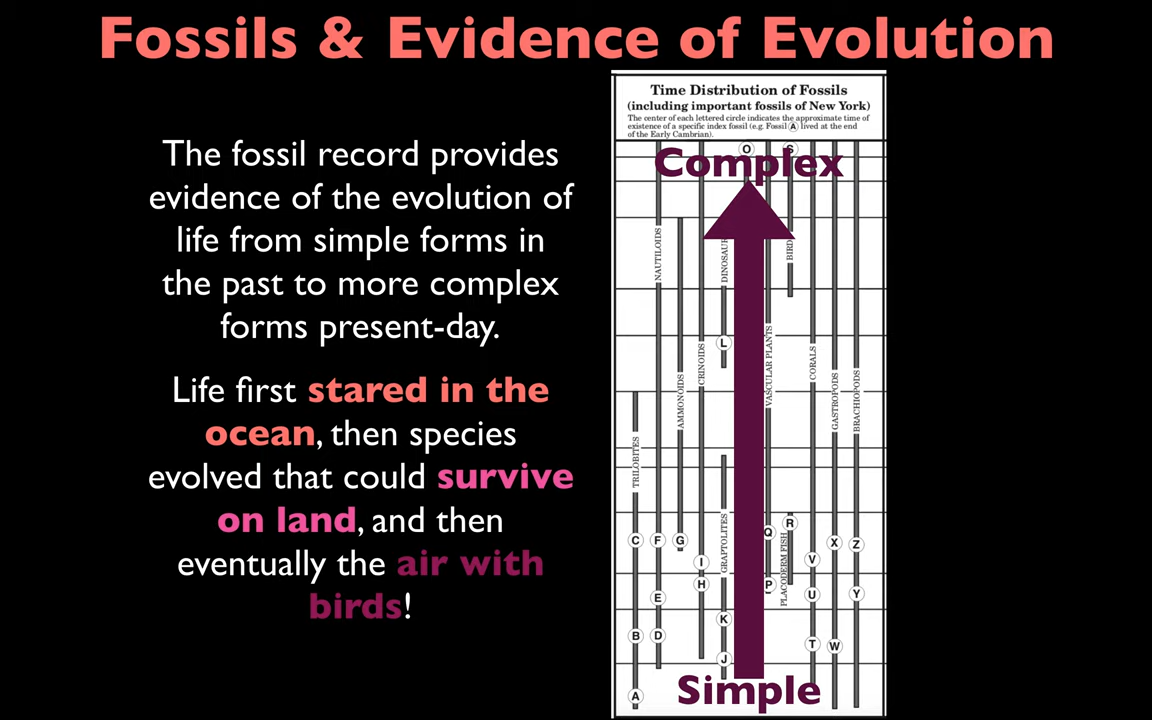 Fossils & Evidence of Evolution
The fossil record provides
evidence of the evolution of
life from simple forms in
the past to more complex
forms present-day.
Life first stared in the
ocean, then species
evolved that could survive
on land, and then
eventually the air with
birds!
Time Distribution of Fossils
(including important fossils of New York)
The center of each lettered circle indicates the approximate time of
existence of a specific index fossil (e.g. Fossil A lived at the end
of the Early Cambrian).
O
S
Complex
NAUTILOIDS
DINOSAUR
BIRD
L
CRINOIDS
VASCULAR PLANTS
CORALS
AMMONOIDS
GASTROPODS
BRACHIOPODS
TRILOBITES
GRAPTOLITES
PLACODERM FISH
C F G Q R X Z
I V
H P
E U Y
K
B D T W
J
A
Simple